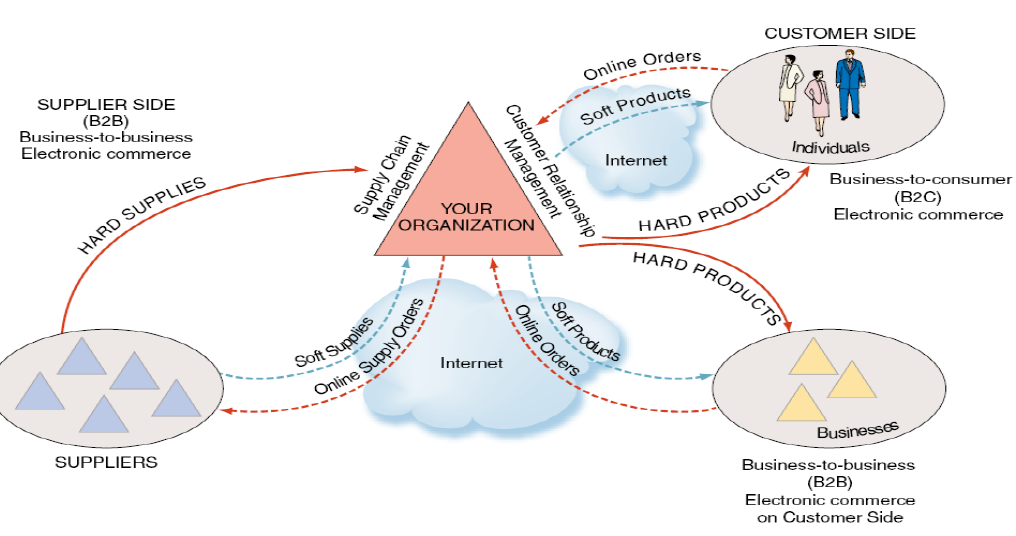 CUSTOMER SIDE
Online Orders
Soft Products
Internet
Individuals
SUPPLIER SIDE
(B2B)
Business-to-business
Electronic commerce
Supply Chain
Management
Customer Relationship
Management
YOUR
ORGANIZATION
HARD SUPPLIES
HARD PRODUCTS
Business-to-consumer
(B2C)
Electronic commerce
HARD PRODUCTS
Soft Supplies
Online Supply Orders
Internet
Online Orders
Soft Products
Businesses
SUPPLIERS
Business-to-business
(B2B)
Electronic commerce
on Customer Side